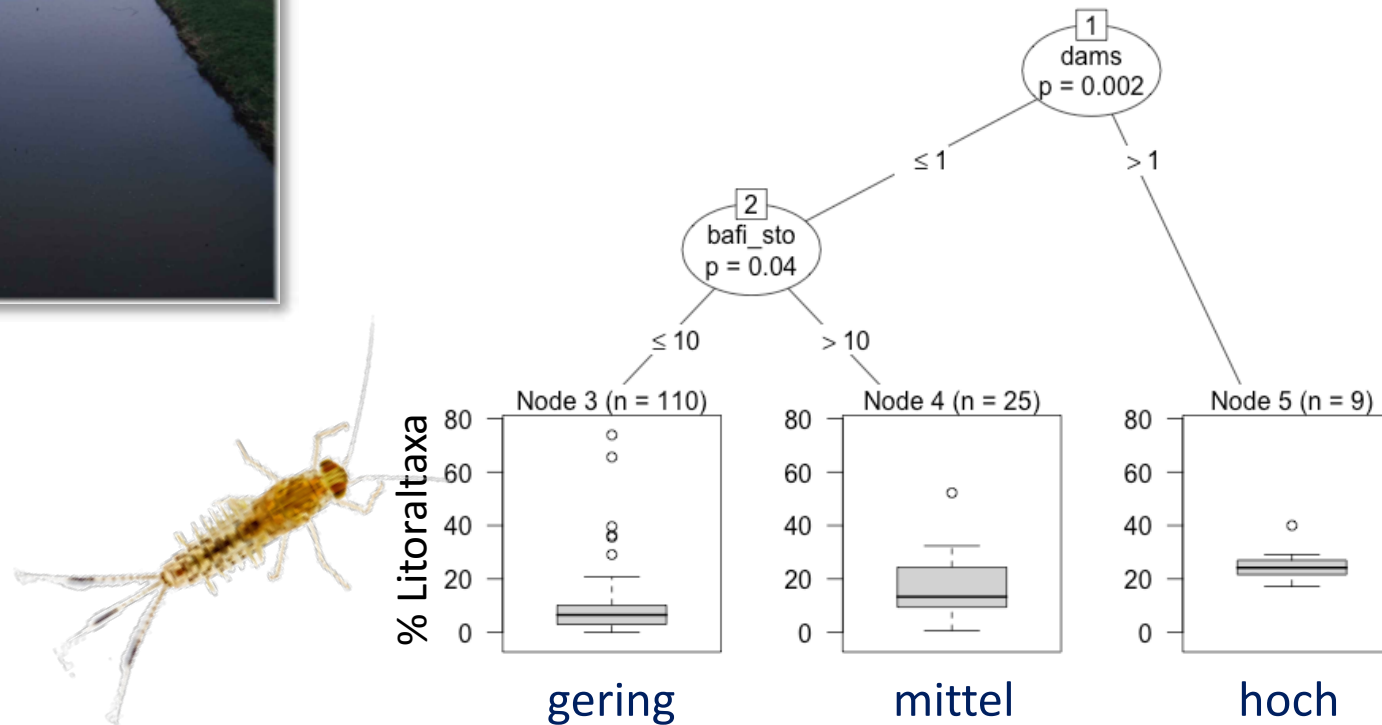 1
dams
p = 0.002
≤ 1
> 1
2
bafi_sto
p = 0.04
≤ 10
> 10
Node 3 (n = 110)
Node 4 (n = 25)
Node 5 (n = 9)
% Litoraltaxa
80
60
40
20
0
80
60
40
20
0
80
60
40
20
0
gering
mittel
hoch